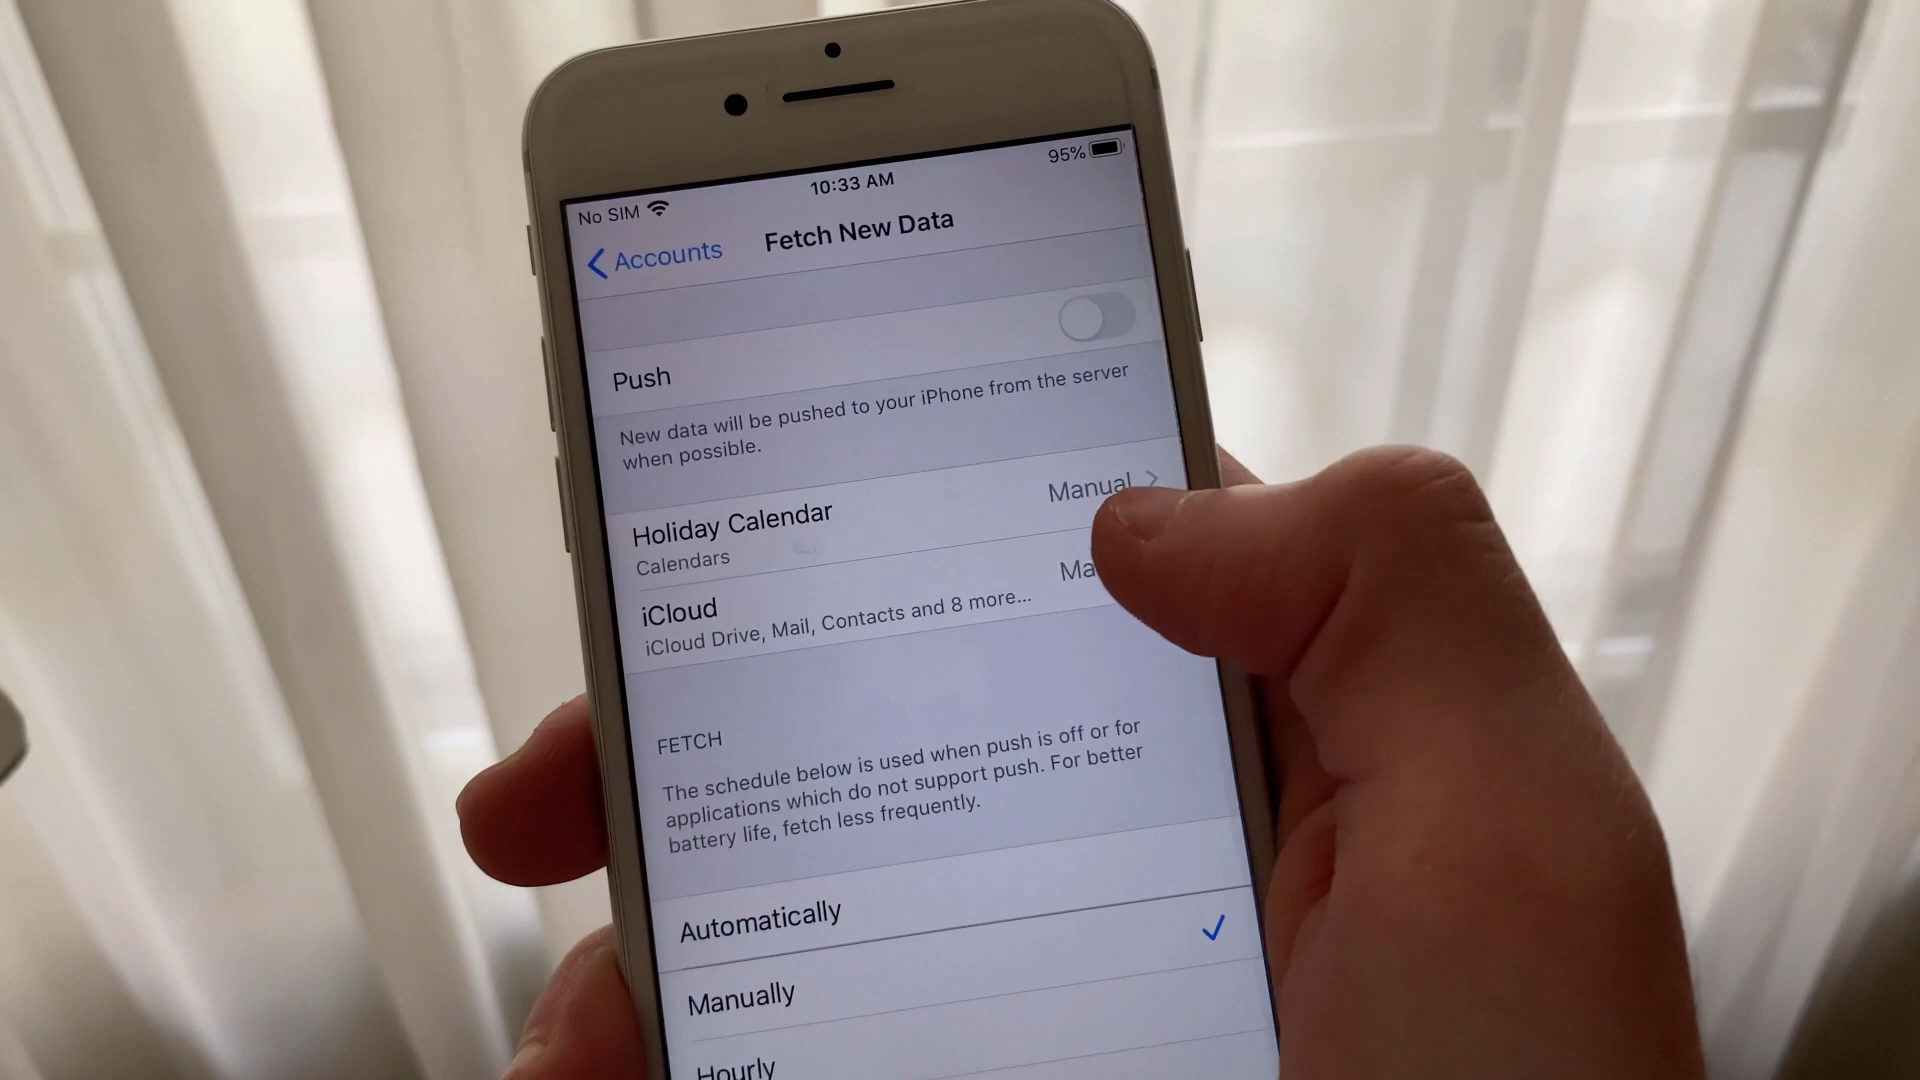 No SIM 10:33 AM 95%
Accounts Fetch New Data
Push
New data will be pushed to your iPhone from the server
when possible.
Holiday Calendar Manual
Calendars
iCloud
iCloud Drive, Mail, Contacts and 8 more...
FETCH
The schedule below is used when push is off or for
applications which do not support push. For better
battery life, fetch less frequently.
Automatically
Manually
Hourly